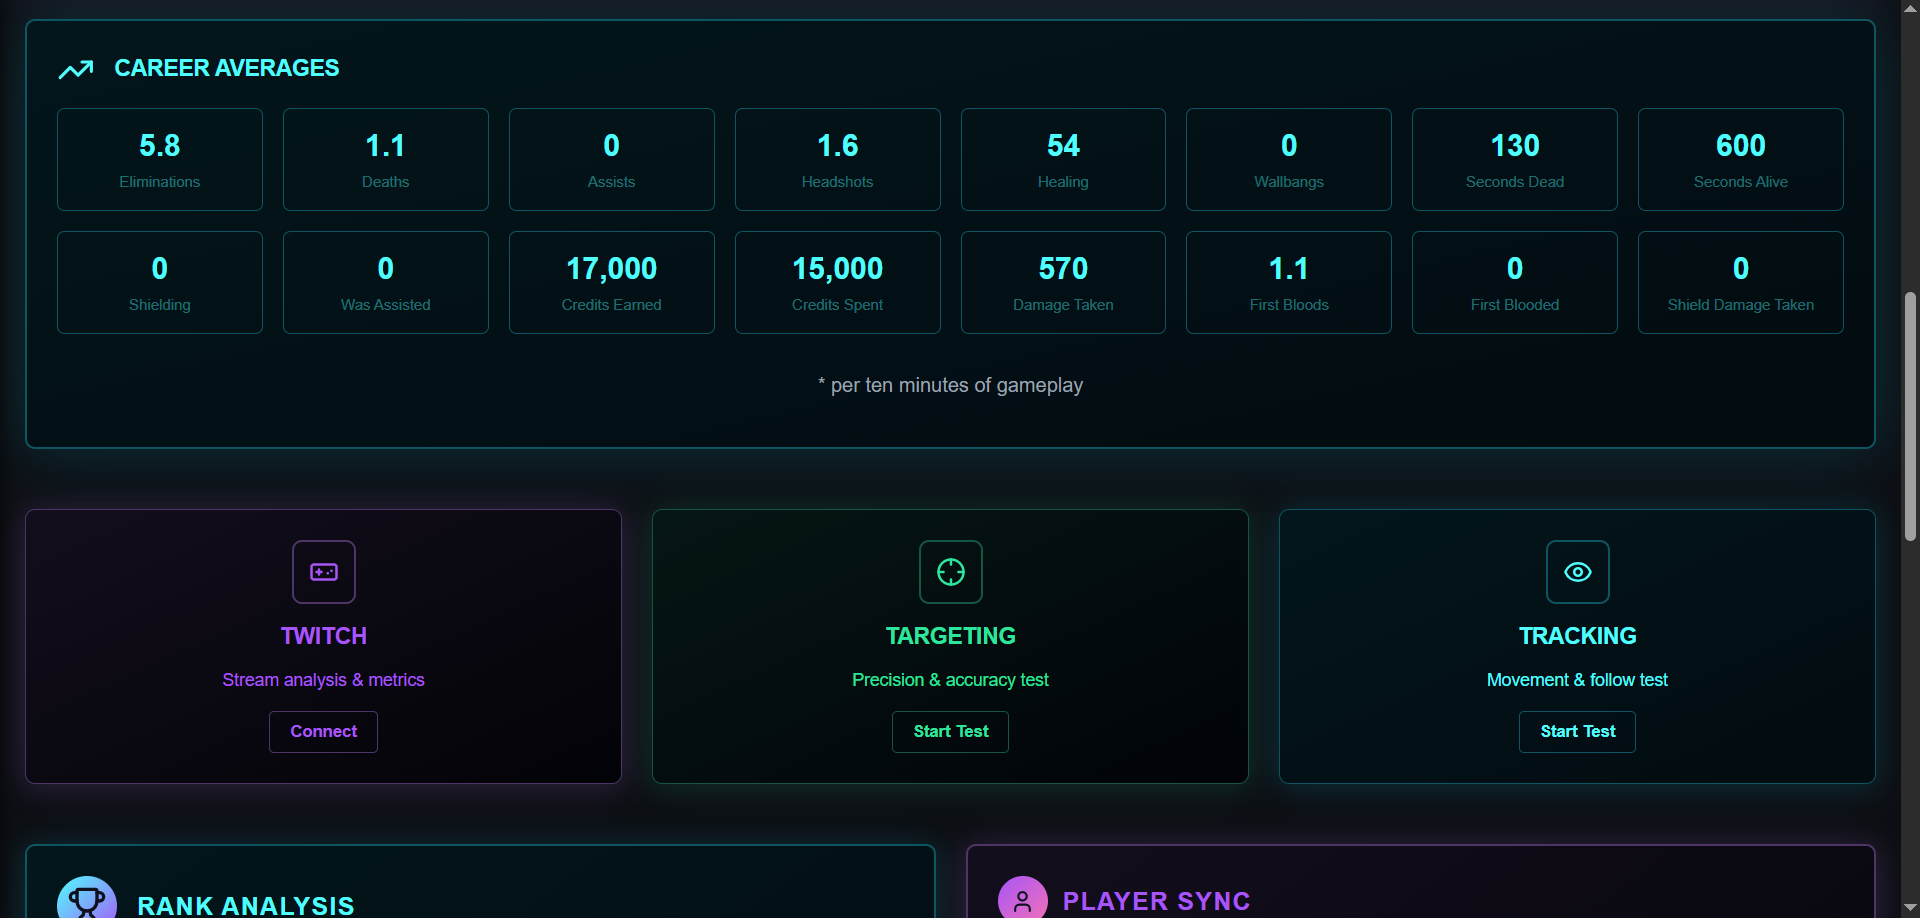 CAREER AVERAGES
5.8
Eliminations
1.1
Deaths
0
Assists
1.6
Headshots
54
Healing
0
Wallbangs
130
Seconds Dead
600
Seconds Alive
0
Shielding
0
Was Assisted
17,000
Credits Earned
15,000
Credits Spent
570
Damage Taken
1.1
First Bloods
0
First Blooded
0
Shield Damage Taken
* per ten minutes of gameplay
TWITCH
Stream analysis & metrics
Connect
TARGETING
Precision & accuracy test
Start Test
TRACKING
Movement & follow test
Start Test
RANK ANALYSIS
PLAYER SYNC